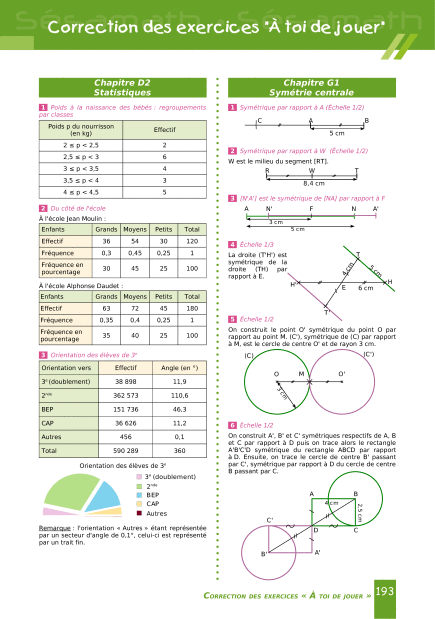 Correction des exercices "À toi de jouer"
Chapitre D2
Statistiques
1 Poids à la naissance des bébés : regroupements
par classes
Poids p du nourrisson
(en kg)
Effectif
2 ≤ p < 2,5 2
2,5 ≤ p < 3 6
3 ≤ p < 3,5 4
3,5 ≤ p < 4 3
4 ≤ p < 4,5 5
2 Du côté de l'école
À l'école Jean Moulin :
Enfants Grands Moyens Petits Total
Effectif 36 54 30 120
Fréquence 0,3 0,45 0,25 1
Fréquence en
pourcentage 30 45 25 100
À l'école Alphonse Daudet :
Enfants Grands Moyens Petits Total
Effectif 63 72 45 180
Fréquence 0,35 0,4 0,25 1
Fréquence en
pourcentage 35 40 25 100
3 Orientation des élèves de 3e
Orientation vers Effectif Angle (en °)
3e (doublement) 38 898 11,9
2nde 362 573 110,6
BEP 151 736 46,3
CAP 36 626 11,2
Autres 456 0,1
Total 590 289 360
Orientation des élèves de 3e
3e (doublement)
2nde
BEP
CAP
Autres
Remarque : l'orientation « Autres » étant représentée
par un secteur d'angle de 0,1°, celui-ci est représenté
par un trait fin.
Chapitre G1
Symétrie centrale
1 Symétrique par rapport à A (Échelle 1/2)
C A B
5 cm
2 Symétrique par rapport à W (Échelle 1/2)
W est le milieu du segment [RT].
R W T
8,4 cm
3 [N'A'] est le symétrique de [NA] par rapport à F
A N' F N A'
3 cm
5 cm
4 Échelle 1/3
La droite (T'H') est
symétrique de la
droite (TH) par
rapport à E.
T
4 cm
5 cm
H'
E 6 cm
H
T'
5 Échelle 1/2
On construit le point O' symétrique du point O par
rapport au point M. (C'), symétrique de (C) par rapport
à M, est le cercle de centre O' et de rayon 3 cm.
(C) (C')
O M O'
3 cm
6 Échelle 1/2
On construit A', B' et C' symétriques respectifs de A, B
et C par rapport à D puis on trace alors le rectangle
A'B'C'D symétrique du rectangle ABCD par rapport
à D. Ensuite, on trace le cercle de centre B' passant
par C', symétrique par rapport à D du cercle de centre
B passant par C.
A B
4 cm
2,5 cm
C'
D C
B' A'
Correction des exercices « À toi de jouer » 193